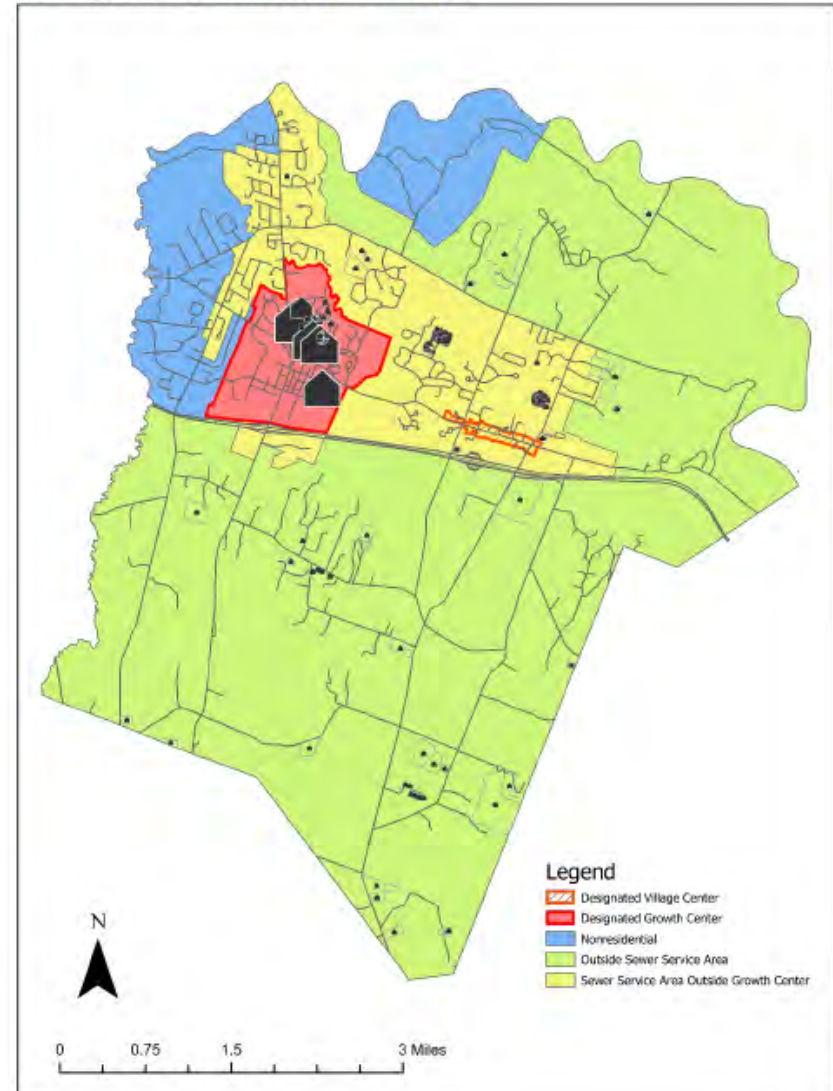 Legend
Designated Village Center
Designated Growth Center
Nonresidential
Outside Sewer Service Area
Sewer Service Area Outside Growth Center
N
0 0.75 1.5 3 Miles